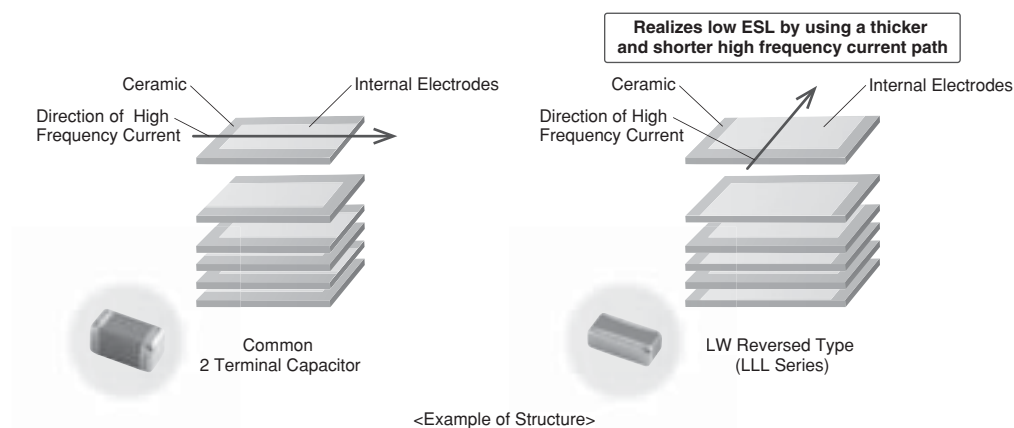 Realizes low ESL by using a thicker
and shorter high frequency current path
Ceramic
Internal Electrodes
Direction of High
Frequency Current
Common
2 Terminal Capacitor
Ceramic
Internal Electrodes
Direction of High
Frequency Current
LW Reversed Type
(LLL Series)
<Example of Structure>